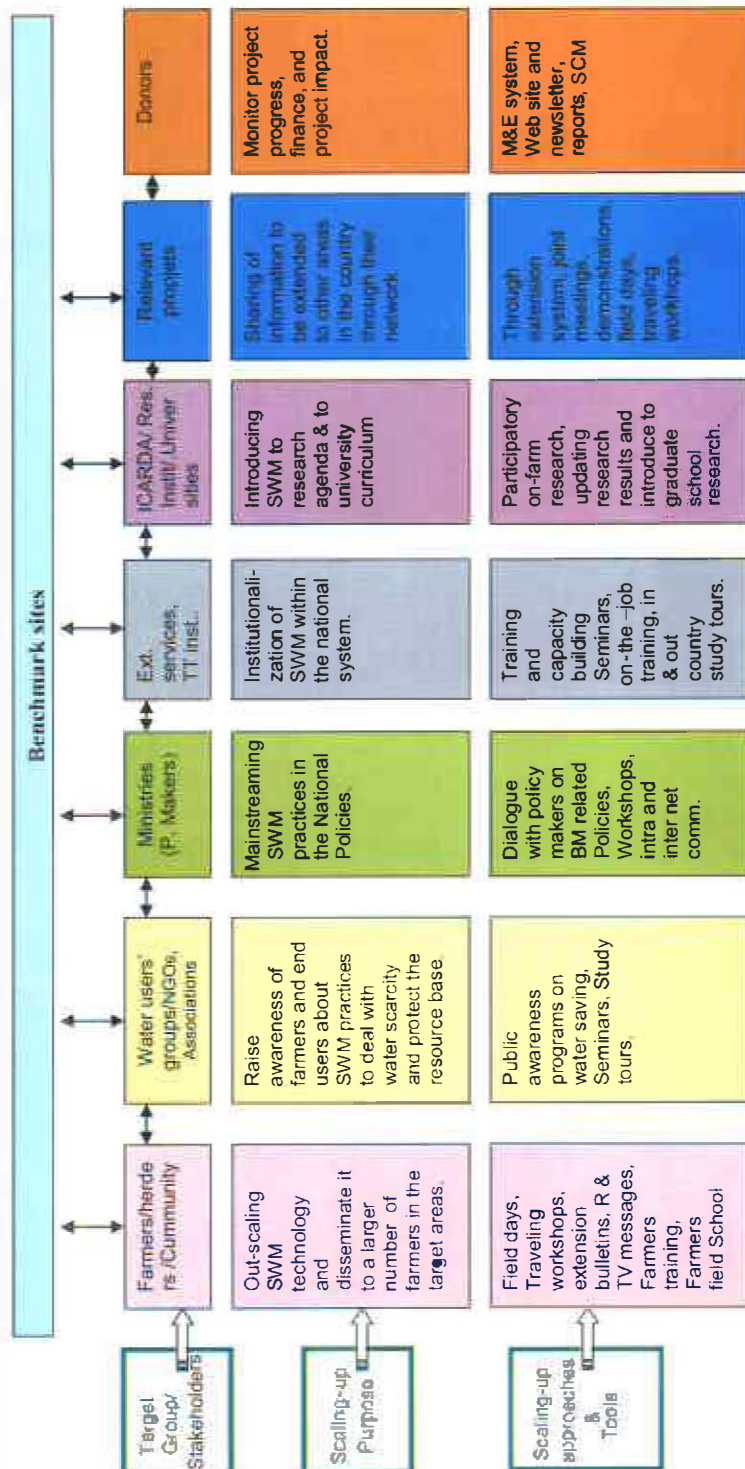 Benchmark sites
Target
Group/
Stakeholders
Farmers/herde
rs /Cummunity
Water users'
groups/NGOs,
Associations
Ministries
(P. Makers)
Ext.
services,
TT inst..
ICARDA/ Res.
Instit/ Univer
sites
Relevant
projects
Donors
Scaling-up
Purpose
Out-scaling
SWM
technology
and
disseminate it
to a larger
number of
farmers in the
target areas.
Raise
awareness of
farmers and end
users about
SWM practices
to deal with
water scarcity
and protect the
resource base.
Mainstreaming
SWM
practices in
the National
Policies.
Institutionali-
zation of
SWM within
the national
system.
Introducing
SWM to
research
agenda & to
university
curriculum
Sharing of
information to
be extended
to other areas
in the country
through their
network
Monitor project
progress,
finance, and
project impact.
Scaling-up
approaches
&
Tools
Field days,
Traveling
workshops,
extension
bulletins, R &
TV messages,
Farmers
training,
Farmers
field School
Public
awareness
programs on
water saving,
Seminars, Study
tours.
Dialogue
with policy
makers on
BM related
Policies,
Workshops,
intra and
inter net
comm.
Training
and
capacity
building
Seminars,
on-the –job
training, in
& out
country
study tours.
Participatory
on-farm
research,
updating
research
results and
introduce to
graduate
school
research.
Through
extension
system, joint
meetings,
demonstrations,
field days,
traveling
workhops.
M&E system,
Web site and
newsletter,
reports, SCM